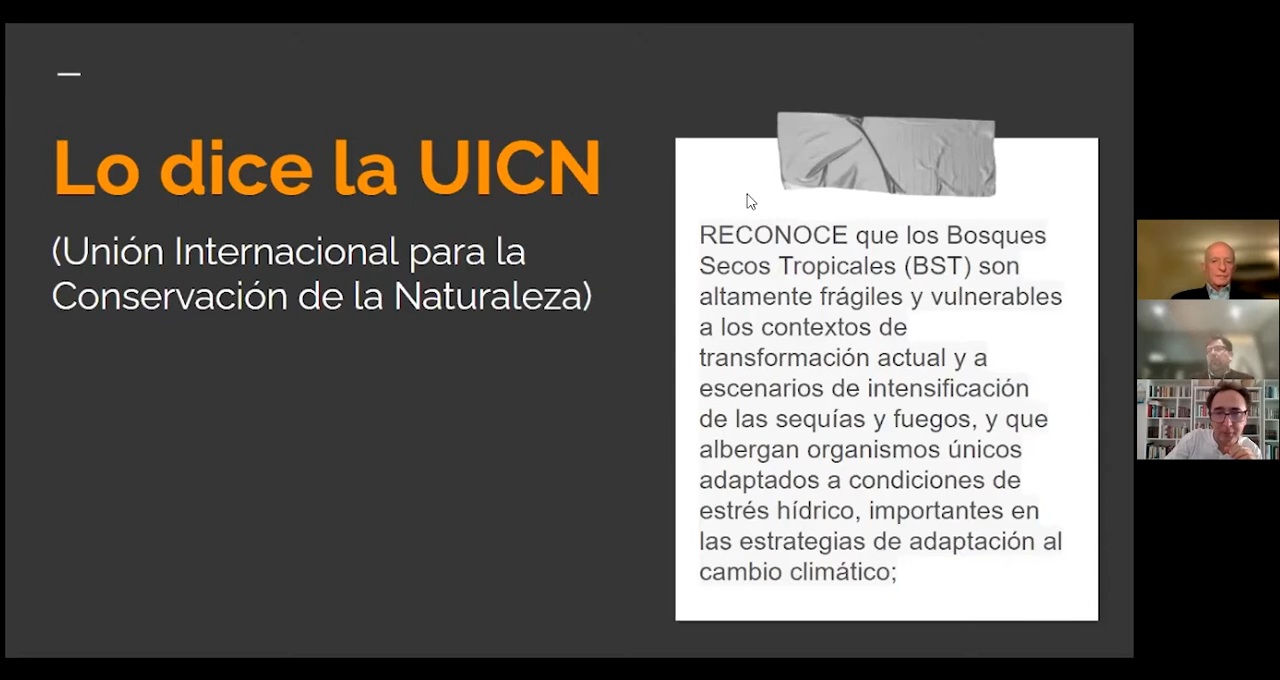 Lo dice la UICN
(Unión Internacional para la
Conservación de la Naturaleza)
RECONOCE que los Bosques
Secos Tropicales (BST) son
altamente frágiles y vulnerables
a los contextos de
transformación actual y a
escenarios de intensificación
de las sequías y fuegos, y que
albergan organismos únicos
adaptados a condiciones de
estrés hídrico, importantes en
las estrategias de adaptación al
cambio climático;